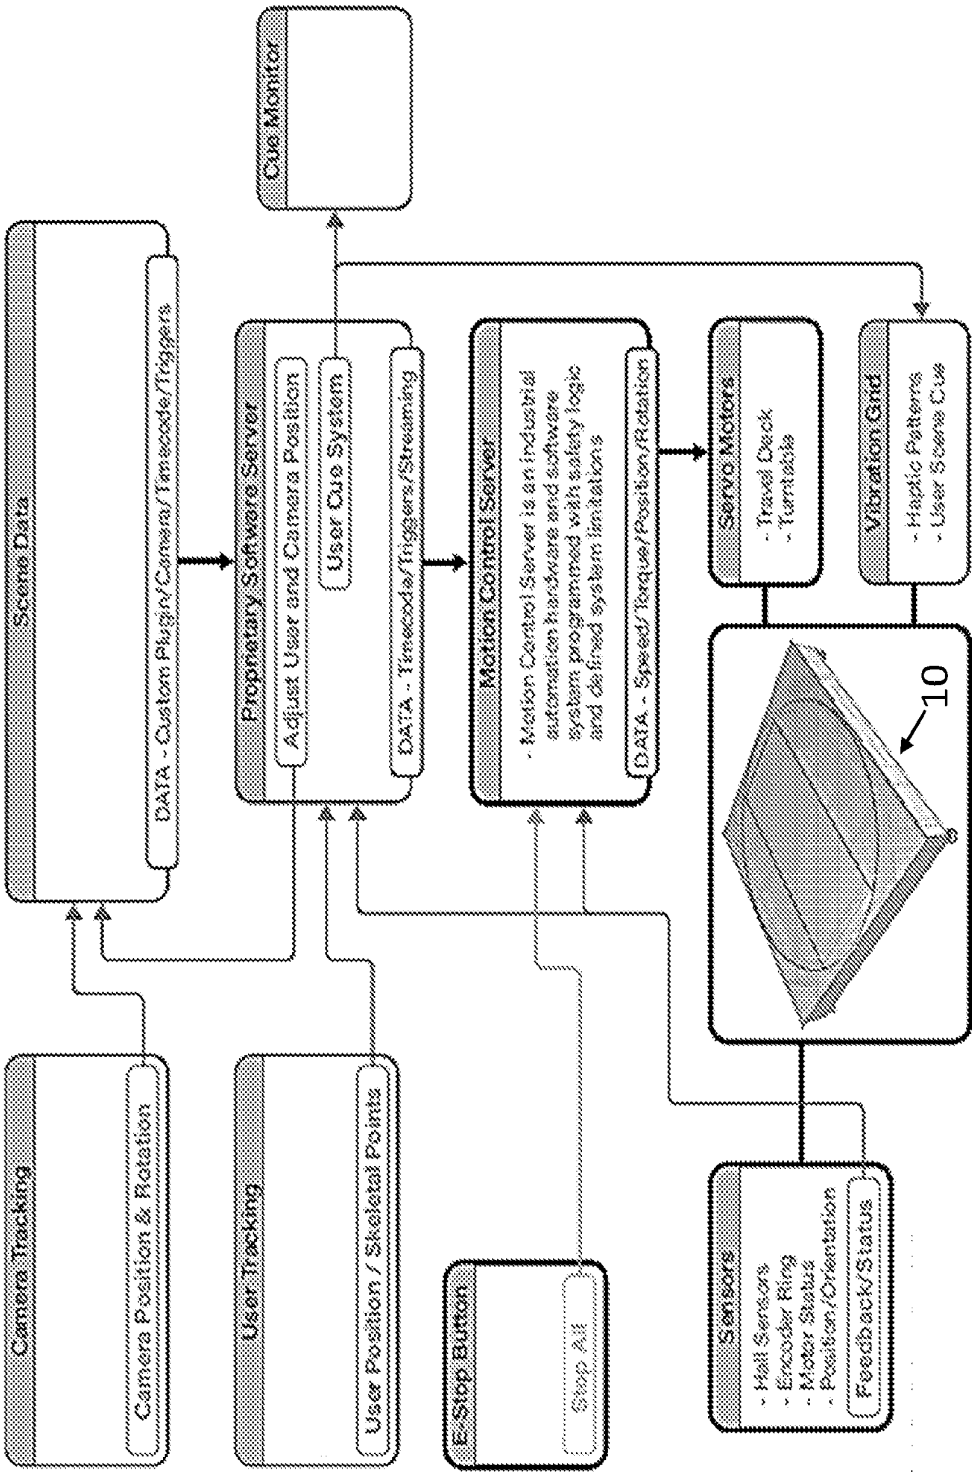 Camera Tracking
Camera Position & Rotation
Scene Data
DATA - Custom Plugin/Camera/Timecode/Triggers
User Tracking
User Position / Skeletal Points
Proprietary Software Server
Adjust User and Camera Position
User Cue System
DATA - Timecode/Triggers/Streaming
Cue Monitor
E-Stop Button
Stop All
Motion Control Server
- Motion Control Server is an industrial
automation hardware and software
system programed with safety logic
and defined system limitations
DATA - Speed/Torque/Position/Rotation
Sensors
- Hall Sensors
- Encoder Ring
- Motor Status
- Position/Orientation
Feedback/Status
10
Servo Motors
- Travel Deck
- Turntable
Vibration Grid
- Haptic Patterns
- User Scene Cue